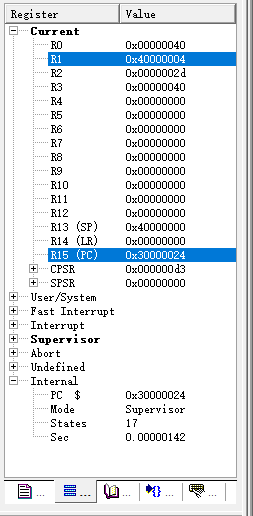 Register Value
Current
R0 0x00000040
R1 0x40000004
R2 0x0000002d
R3 0x00000040
R4 0x00000000
R5 0x00000000
R6 0x00000000
R7 0x00000000
R8 0x00000000
R9 0x00000000
R10 0x00000000
R11 0x00000000
R12 0x00000000
R13 (SP) 0x40000000
R14 (LR) 0x00000000
R15 (PC) 0x30000024
CPSR 0x000000d3
SPSR 0x00000000
User/System
Fast Interrupt
Interrupt
Supervisor
Abort
Undefined
Internal
PC $ 0x30000024
Mode Supervisor
States 17
Sec 0.00000142
... ... ... ... ...